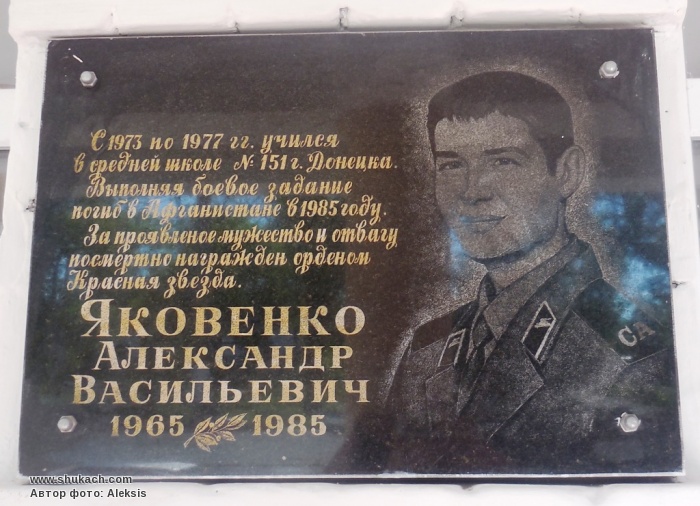 С 1973 по 1977 гг. учился
в средней школе № 151 г. Донецка.
Выполняя боевое задание
погиб в Афганистане в 1985 году.
За проявленое мужество и отвагу
посмертно награжден орденом
Красная звезда.
ЯКОВЕНКО
АЛЕКСАНДР
ВАСИЛЬЕВИЧ
1965 1985
СА
www.shukach.com
Автор фото: Aleksis